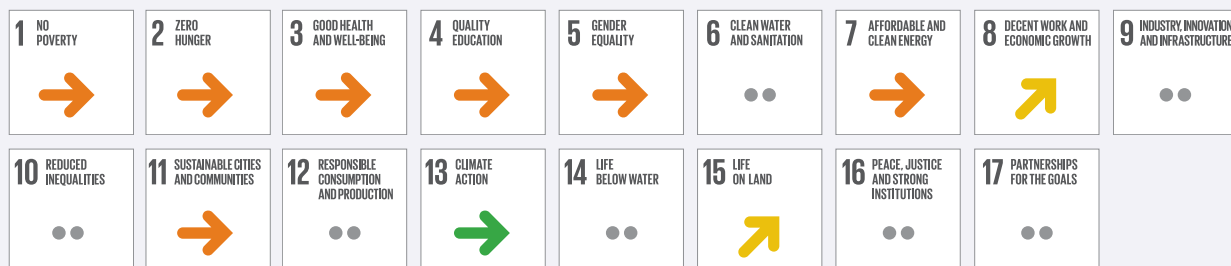 1 NO POVERTY
2 ZERO HUNGER
3 GOOD HEALTH AND WELL-BEING
4 QUALITY EDUCATION
5 GENDER EQUALITY
6 CLEAN WATER AND SANITATION
7 AFFORDABLE AND CLEAN ENERGY
8 DECENT WORK AND ECONOMIC GROWTH
9 INDUSTRY, INNOVATION AND INFRASTRUCTURE
10 REDUCED INEQUALITIES
11 SUSTAINABLE CITIES AND COMMUNITIES
12 RESPONSIBLE CONSUMPTION AND PRODUCTION
13 CLIMATE ACTION
14 LIFE BELOW WATER
15 LIFE ON LAND
16 PEACE, JUSTICE AND STRONG INSTITUTIONS
17 PARTNERSHIPS FOR THE GOALS